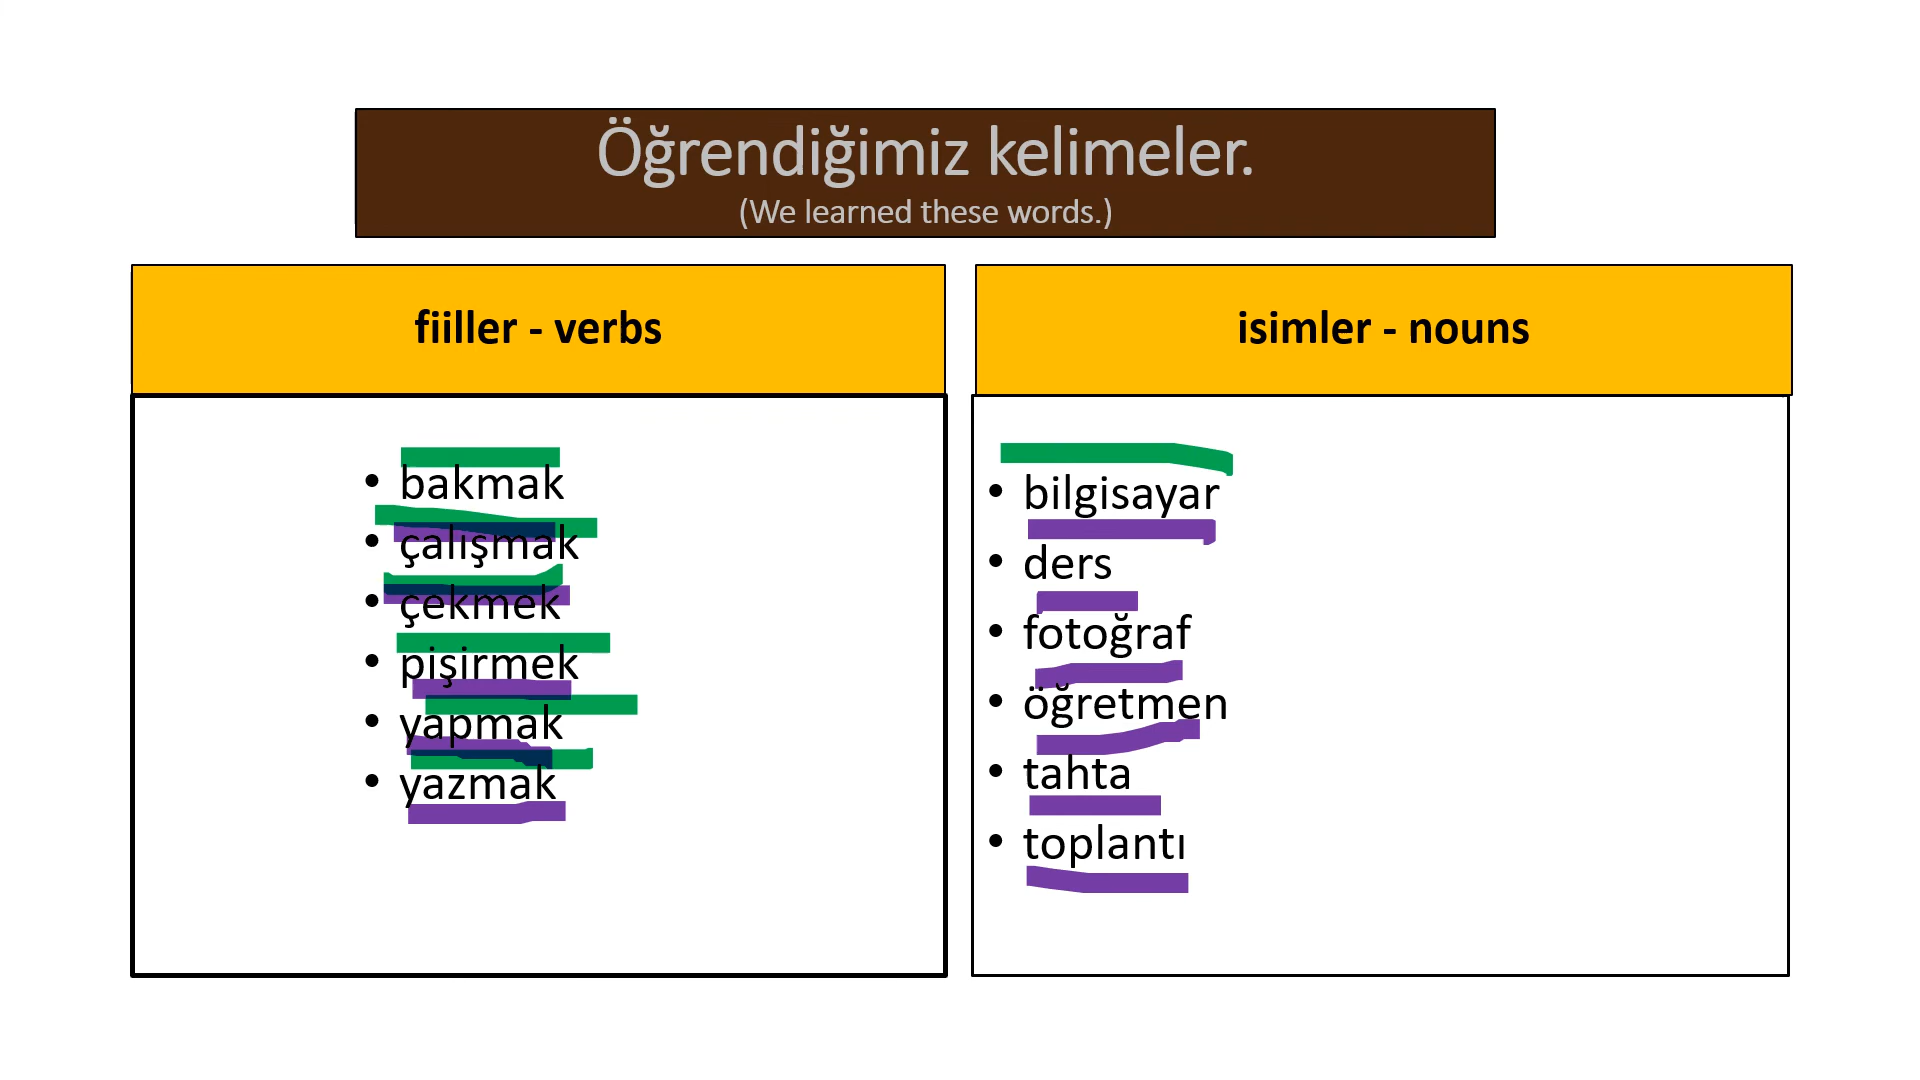 Öğrendiğimiz kelimeler.
(We learned these words.)
fiiller - verbs
• bakmak
• çalışmak
• çekmek
• pişirmek
• yapmak
• yazmak
isimler - nouns
• bilgisayar
• ders
• fotoğraf
• öğretmen
• tahta
• toplantı